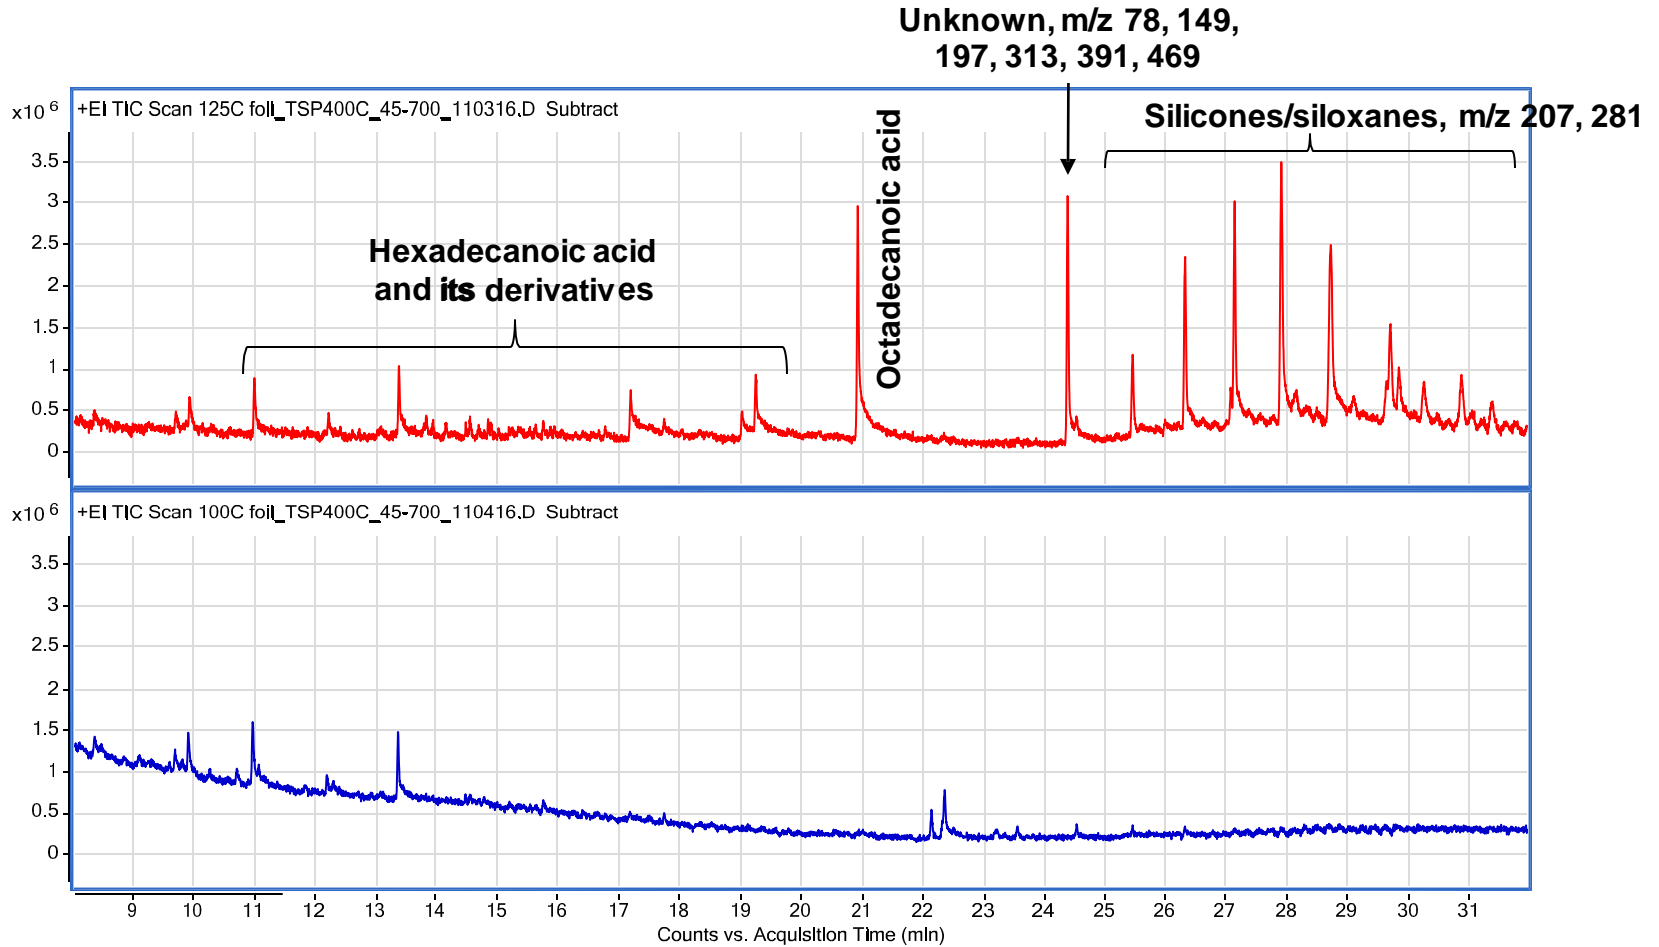 Unknown, m/z 78, 149,
197, 313, 391, 469
x10 6
+EI TIC Scan 125C foil_TSP400C_45-700_110316.D Subtract
Silicones/siloxanes, m/z 207, 281
Octadecanoic acid
Hexadecanoic acid
and its derivatives
3.5
3
2.5
2
1.5
1
0.5
0
x10 6
+EI TIC Scan 100C foil_TSP400C_45-700_110416.D Subtract
3.5
3
2.5
2
1.5
1
0.5
0
9 10 11 12 13 14 15 16 17 18 19 20 21 22 23 24 25 26 27 28 29 30 31
Counts vs. Acquisition Time (min)